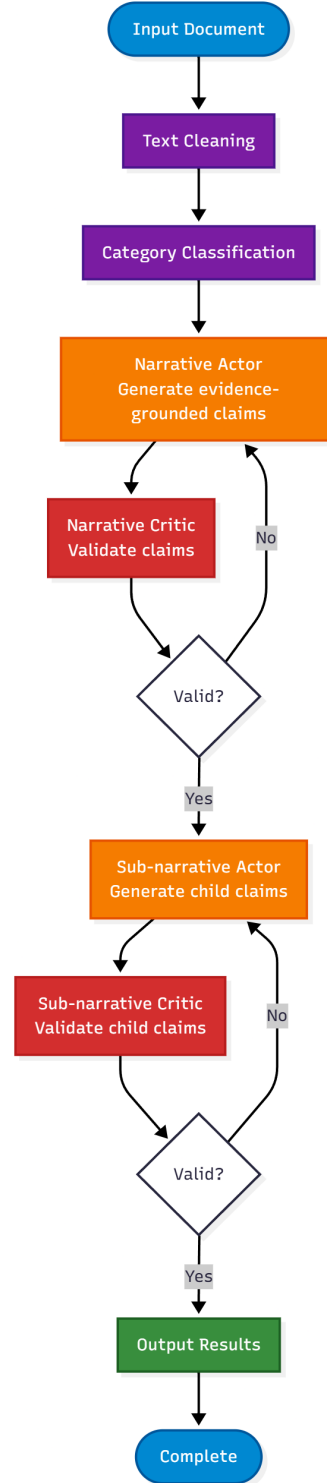 Input Document
Text Cleaning
Category Classification
Narrative Actor
Generate evidence-
grounded claims
Narrative Critic
Validate claims
No
Valid?
Yes
Sub-narrative Actor
Generate child claims
Sub-narrative Critic
Validate child claims
No
Valid?
Yes
Output Results
Complete